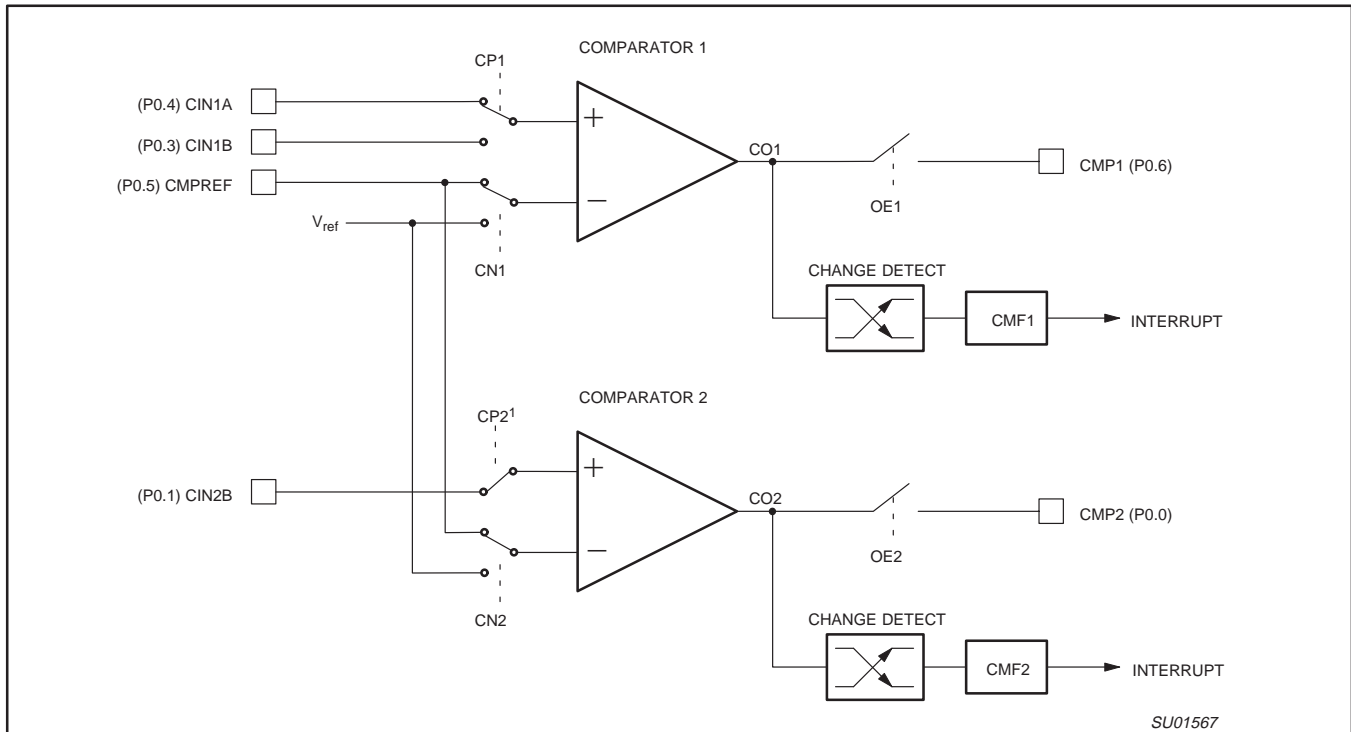 COMPARATOR 1
CP1
(P0.4) CIN1A
+
(P0.3) CIN1B
CO1
CMP1 (P0.6)
(P0.5) CMPREF
−
OE1
Vref
CN1
CHANGE DETECT
CMF1
INTERRUPT
COMPARATOR 2
CP2¹
+
(P0.1) CIN2B
CO2
CMP2 (P0.0)
−
OE2
CN2
CHANGE DETECT
CMF2
INTERRUPT
SU01567